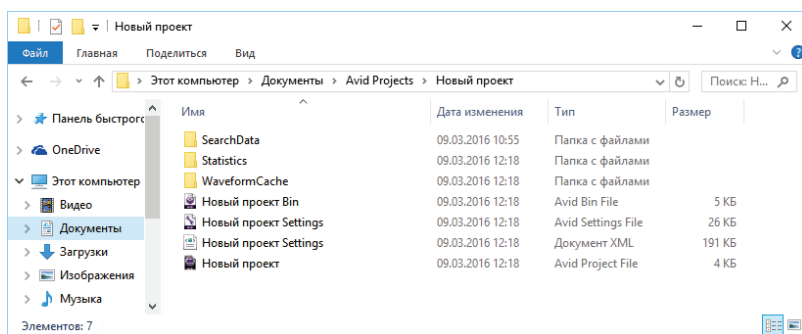 Новый проект
Файл Главная Поделиться Вид
Этот компьютер > Документы > Avid Projects > Новый проект Поиск: Н...
Имя Дата изменения Тип Размер
Панель быстрого
OneDrive
Этот компьютер
Видео
Документы
Загрузки
Изображения
Музыка
SearchData 09.03.2016 10:55 Папка с файлами
Statistics 09.03.2016 12:18 Папка с файлами
WaveformCache 09.03.2016 12:18 Папка с файлами
Новый проект Bin 09.03.2016 12:18 Avid Bin File 5 КБ
Новый проект Settings 09.03.2016 12:18 Avid Settings File 26 КБ
Новый проект Settings 09.03.2016 12:18 Документ XML 191 КБ
Новый проект 09.03.2016 12:18 Avid Project File 4 КБ
Элементов: 7